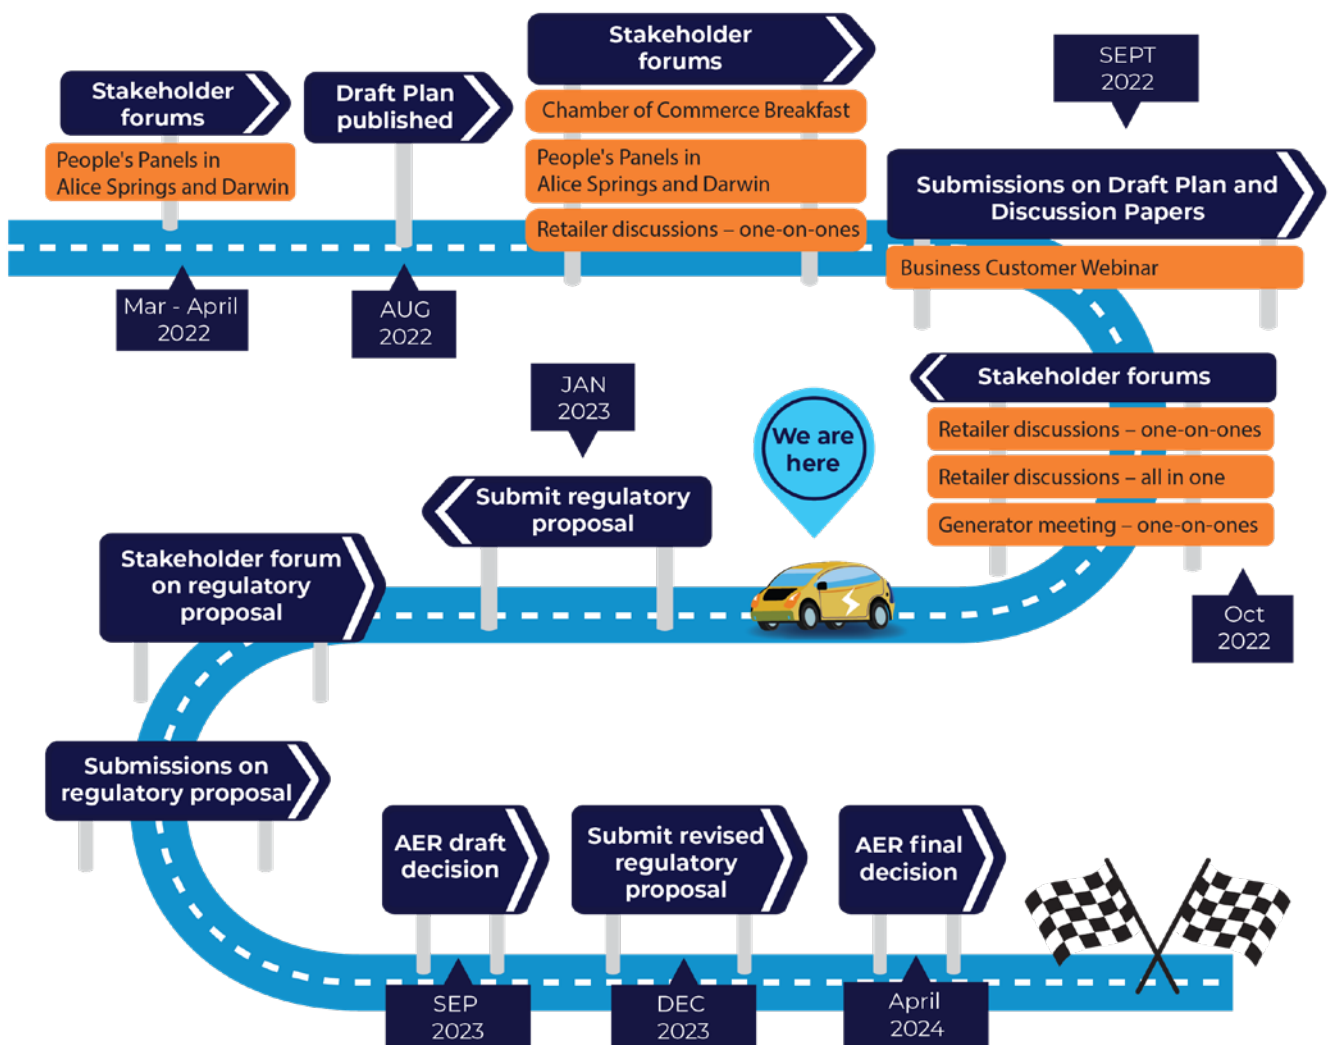 Stakeholder
forums
People's Panels in
Alice Springs and Darwin
Mar - April
2022
Draft Plan
published
AUG
2022
Stakeholder
forums
Chamber of Commerce Breakfast
People's Panels in
Alice Springs and Darwin
Retailer discussions – one-on-ones
SEPT
2022
Submissions on Draft Plan and
Discussion Papers
Business Customer Webinar
Stakeholder forums
Retailer discussions – one-on-ones
Retailer discussions – all in one
Generator meeting – one-on-ones
Oct
2022
We are
here
JAN
2023
Submit regulatory
proposal
Stakeholder forum
on regulatory
proposal
Submissions on
regulatory proposal
AER draft
decision
SEP
2023
Submit revised
regulatory
proposal
DEC
2023
AER final
decision
April
2024